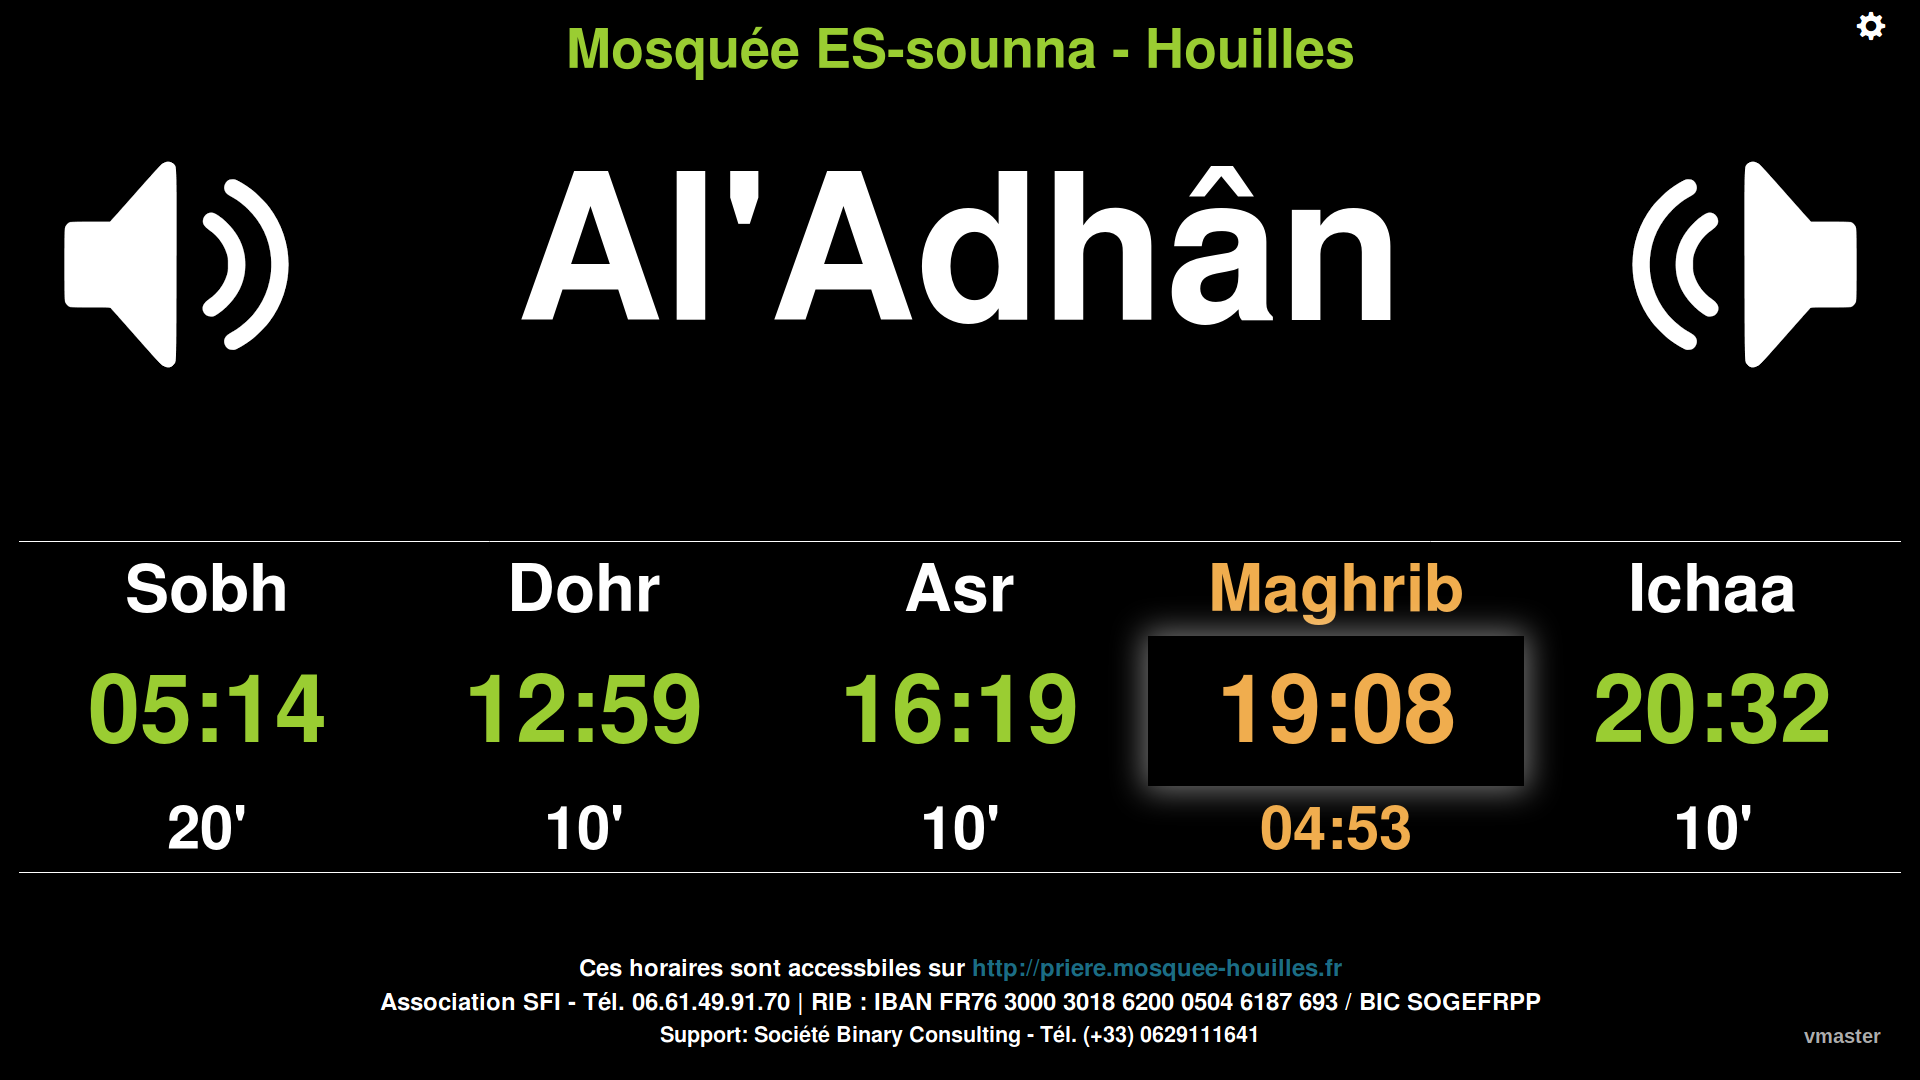 Mosquée ES-sounna - Houilles
Al'Adhân
Sobh Dohr Asr Maghrib Ichaa
05:14 12:59 16:19 19:08 20:32
20' 10' 10' 04:53 10'
Ces horaires sont accessbiles sur http://priere.mosquee-houilles.fr
Association SFI - Tél. 06.61.49.91.70 | RIB : IBAN FR76 3000 3018 6200 0504 6187 693 / BIC SOGEFRPP
Support: Société Binary Consulting - Tél. (+33) 0629111641
vmaster